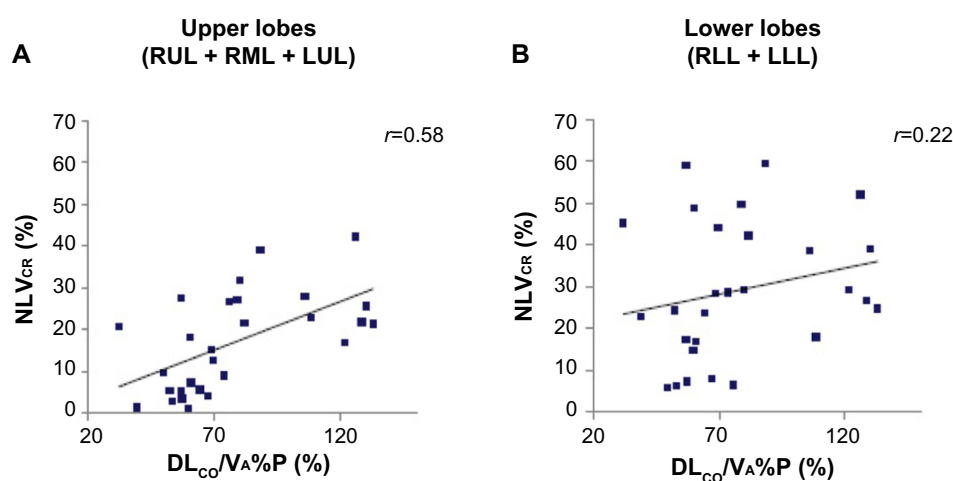 Upper lobes
(RUL + RML + LUL)
A
r=0.58
70
60
50
40
30
20
10
0
NLVCR (%)
20 70 120
DLCO/VA%P (%)
Lower lobes
(RLL + LLL)
B
r=0.22
70
60
50
40
30
20
10
0
NLVCR (%)
20 70 120
DLCO/VA%P (%)